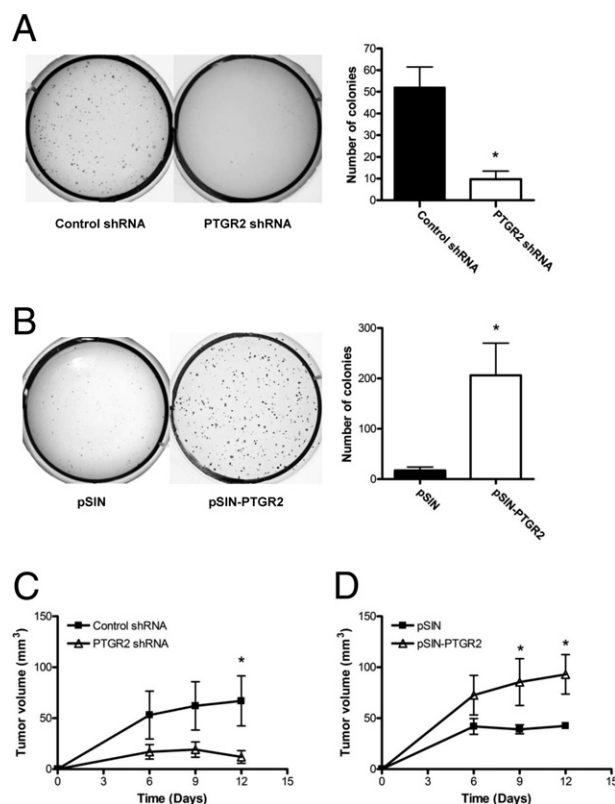 A
Control shRNA
PTGR2 shRNA
Number of colonies
70
60
50
40
30
20
10
0
*
Control shRNA
PTGR2 shRNA
B
pSIN
pSIN-PTGR2
Number of colonies
300
200
100
0
*
pSIN
pSIN-PTGR2
C
Control shRNA
PTGR2 shRNA
Tumor volume (mm³)
150
100
50
0
*
0 3 6 9 12 15
Time (Days)
D
pSIN
pSIN-PTGR2
Tumor volume (mm³)
150
100
50
0
* *
0 3 6 9 12 15
Time (Days)